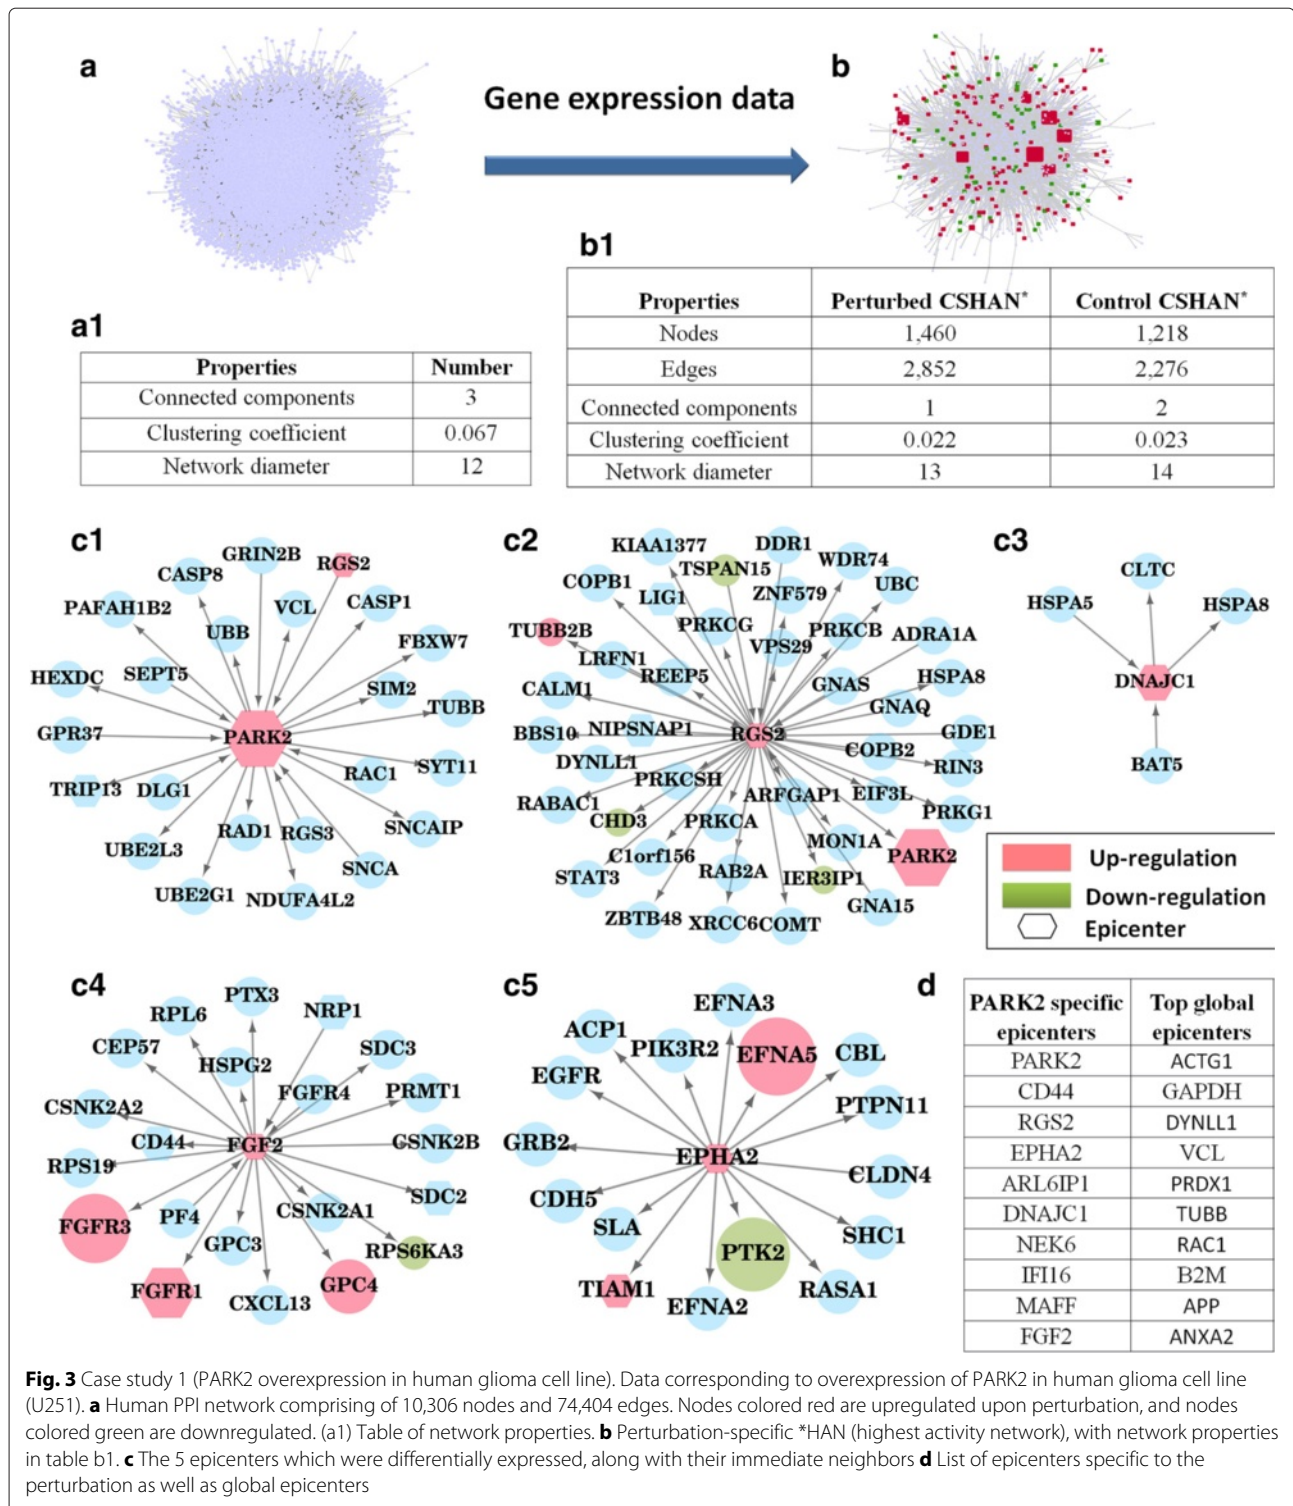 a
Gene expression data
b
b1
Properties Perturbed CSHAN* Control CSHAN*
Nodes 1,460 1,218
Edges 2,852 2,276
Connected components 1 2
Clustering coefficient 0.022 0.023
Network diameter 13 14
a1
Properties Number
Connected components 3
Clustering coefficient 0.067
Network diameter 12
c1
GRIN2B
RGS2
CASP8
PAFAH1B2
VCL
CASP1
UBB
FBXW7
HEXDC
SEPT5
SIM2
TUBB
GPR37
PARK2
TRIP13
DLG1
RAC1
SYT11
UBE2L3
RAD1
RGS3
SNCAIP
SNCA
UBE2G1
NDUFA4L2
c2
KIAA1377
DDR1
TSPAN15
WDR74
COPB1
LIG1
ZNF579
UBC
TUBB2B
PRKCG
PRKCB
VPS29
ADRA1A
LRFN1
REEP5
GNAS
HSPA8
CALM1
GNAQ
BBS10
NIPSNAP1
RGS2
GDE1
COPB2
DYNLL1
RIN3
PRKCSH
RABAC1
ARFGAP1
EIF3L
PRKG1
CHD3
PRKCA
MON1A
PARK2
C1orf156
STAT3
RAB2A
IER3IP1
GNA15
ZBTB48
XRCC6
COMT
c3
CLTC
HSPA5
HSPA8
DNAJC1
BAT5
Up-regulation
Down-regulation
Epicenter
c4
PTX3
NRP1
RPL6
CEP57
HSPG2
SDC3
FGFR4
PRMT1
CSNK2A2
CD44
FGF2
CSNK2B
RPS19
SDC2
FGFR3
PF4
CSNK2A1
GPC3
RPS6KA3
FGFR1
GPC4
CXCL13
c5
EFNA3
ACP1
PIK3R2
EFNA5
CBL
EGFR
PTPN11
GRB2
EPHA2
CLDN4
CDH5
SLA
SHC1
PTK2
TIAM1
RASA1
EFNA2
d
PARK2 specific epicenters Top global epicenters
PARK2 ACTG1
CD44 GAPDH
RGS2 DYNLL1
EPHA2 VCL
ARL6IP1 PRDX1
DNAJC1 TUBB
NEK6 RAC1
IFI16 B2M
MAFF APP
FGF2 ANXA2
Fig. 3 Case study 1 (PARK2 overexpression in human glioma cell line). Data corresponding to overexpression of PARK2 in human glioma cell line
(U251). a Human PPI network comprising of 10,306 nodes and 74,404 edges. Nodes colored red are upregulated upon perturbation, and nodes
colored green are downregulated. (a1) Table of network properties. b Perturbation-specific *HAN (highest activity network), with network properties
in table b1. c The 5 epicenters which were differentially expressed, along with their immediate neighbors d List of epicenters specific to the
perturbation as well as global epicenters